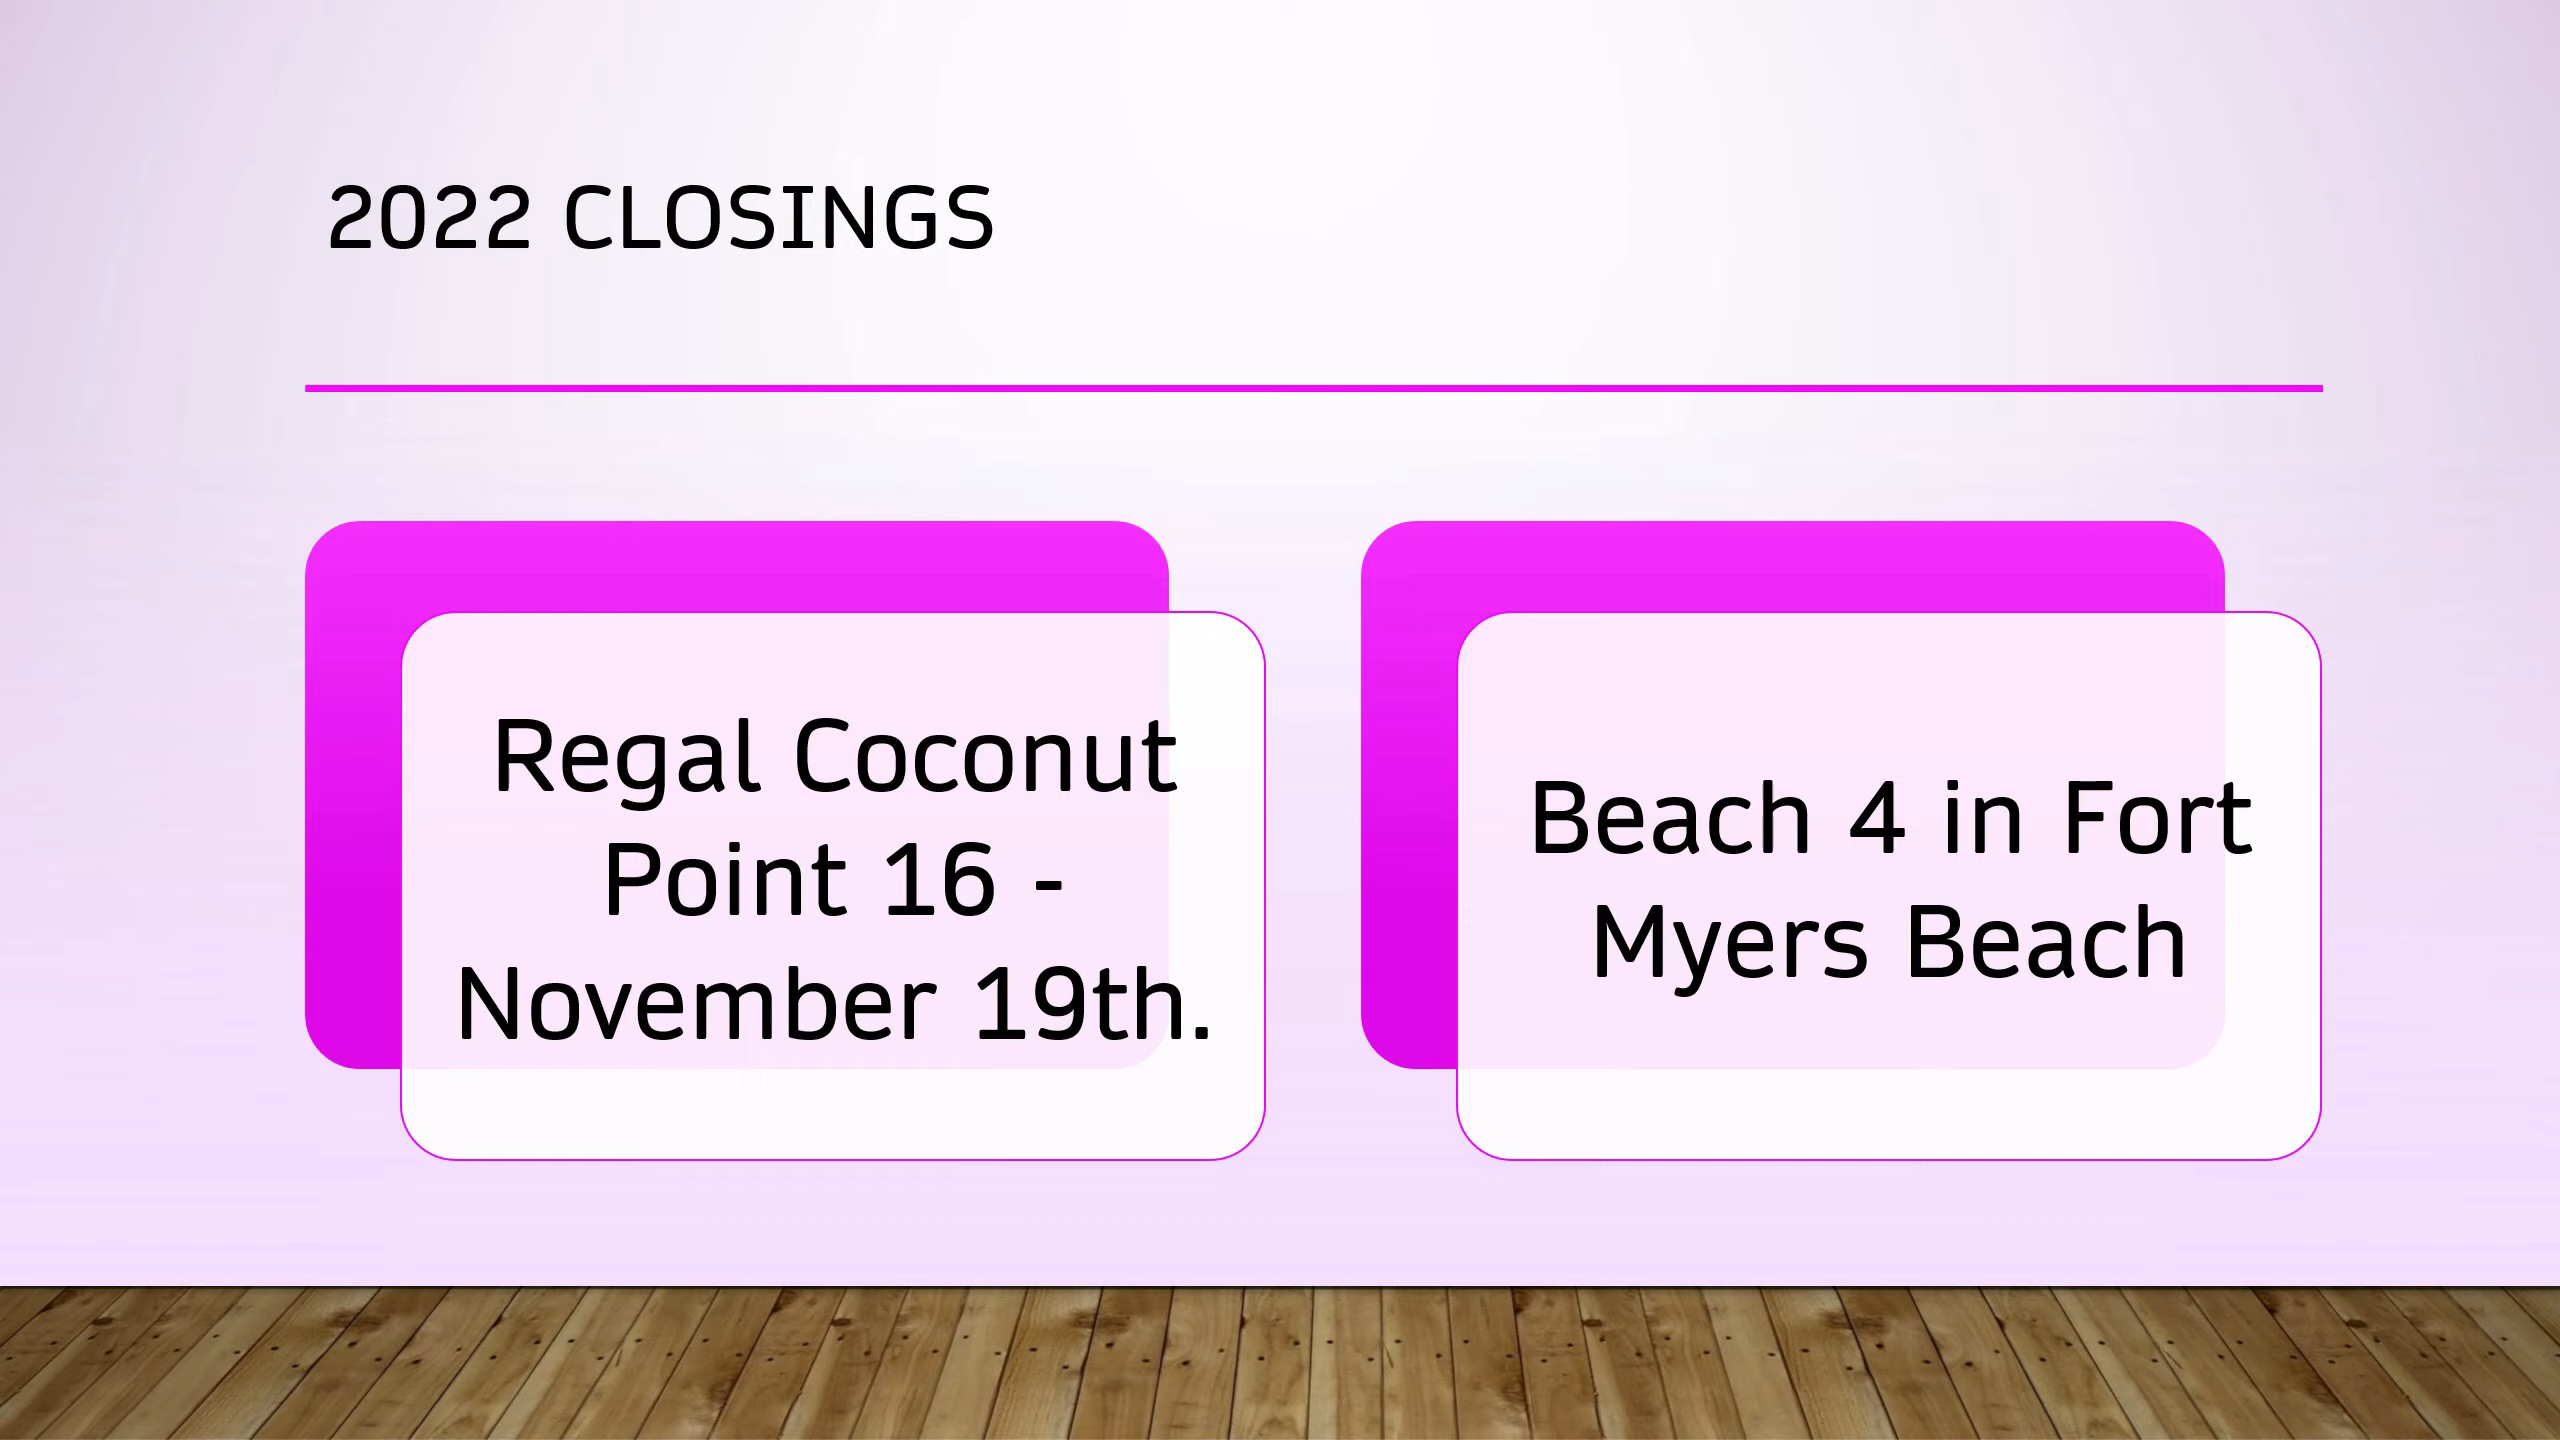 2022 CLOSINGS
Regal Coconut
Point 16 -
November 19th.
Beach 4 in Fort
Myers Beach